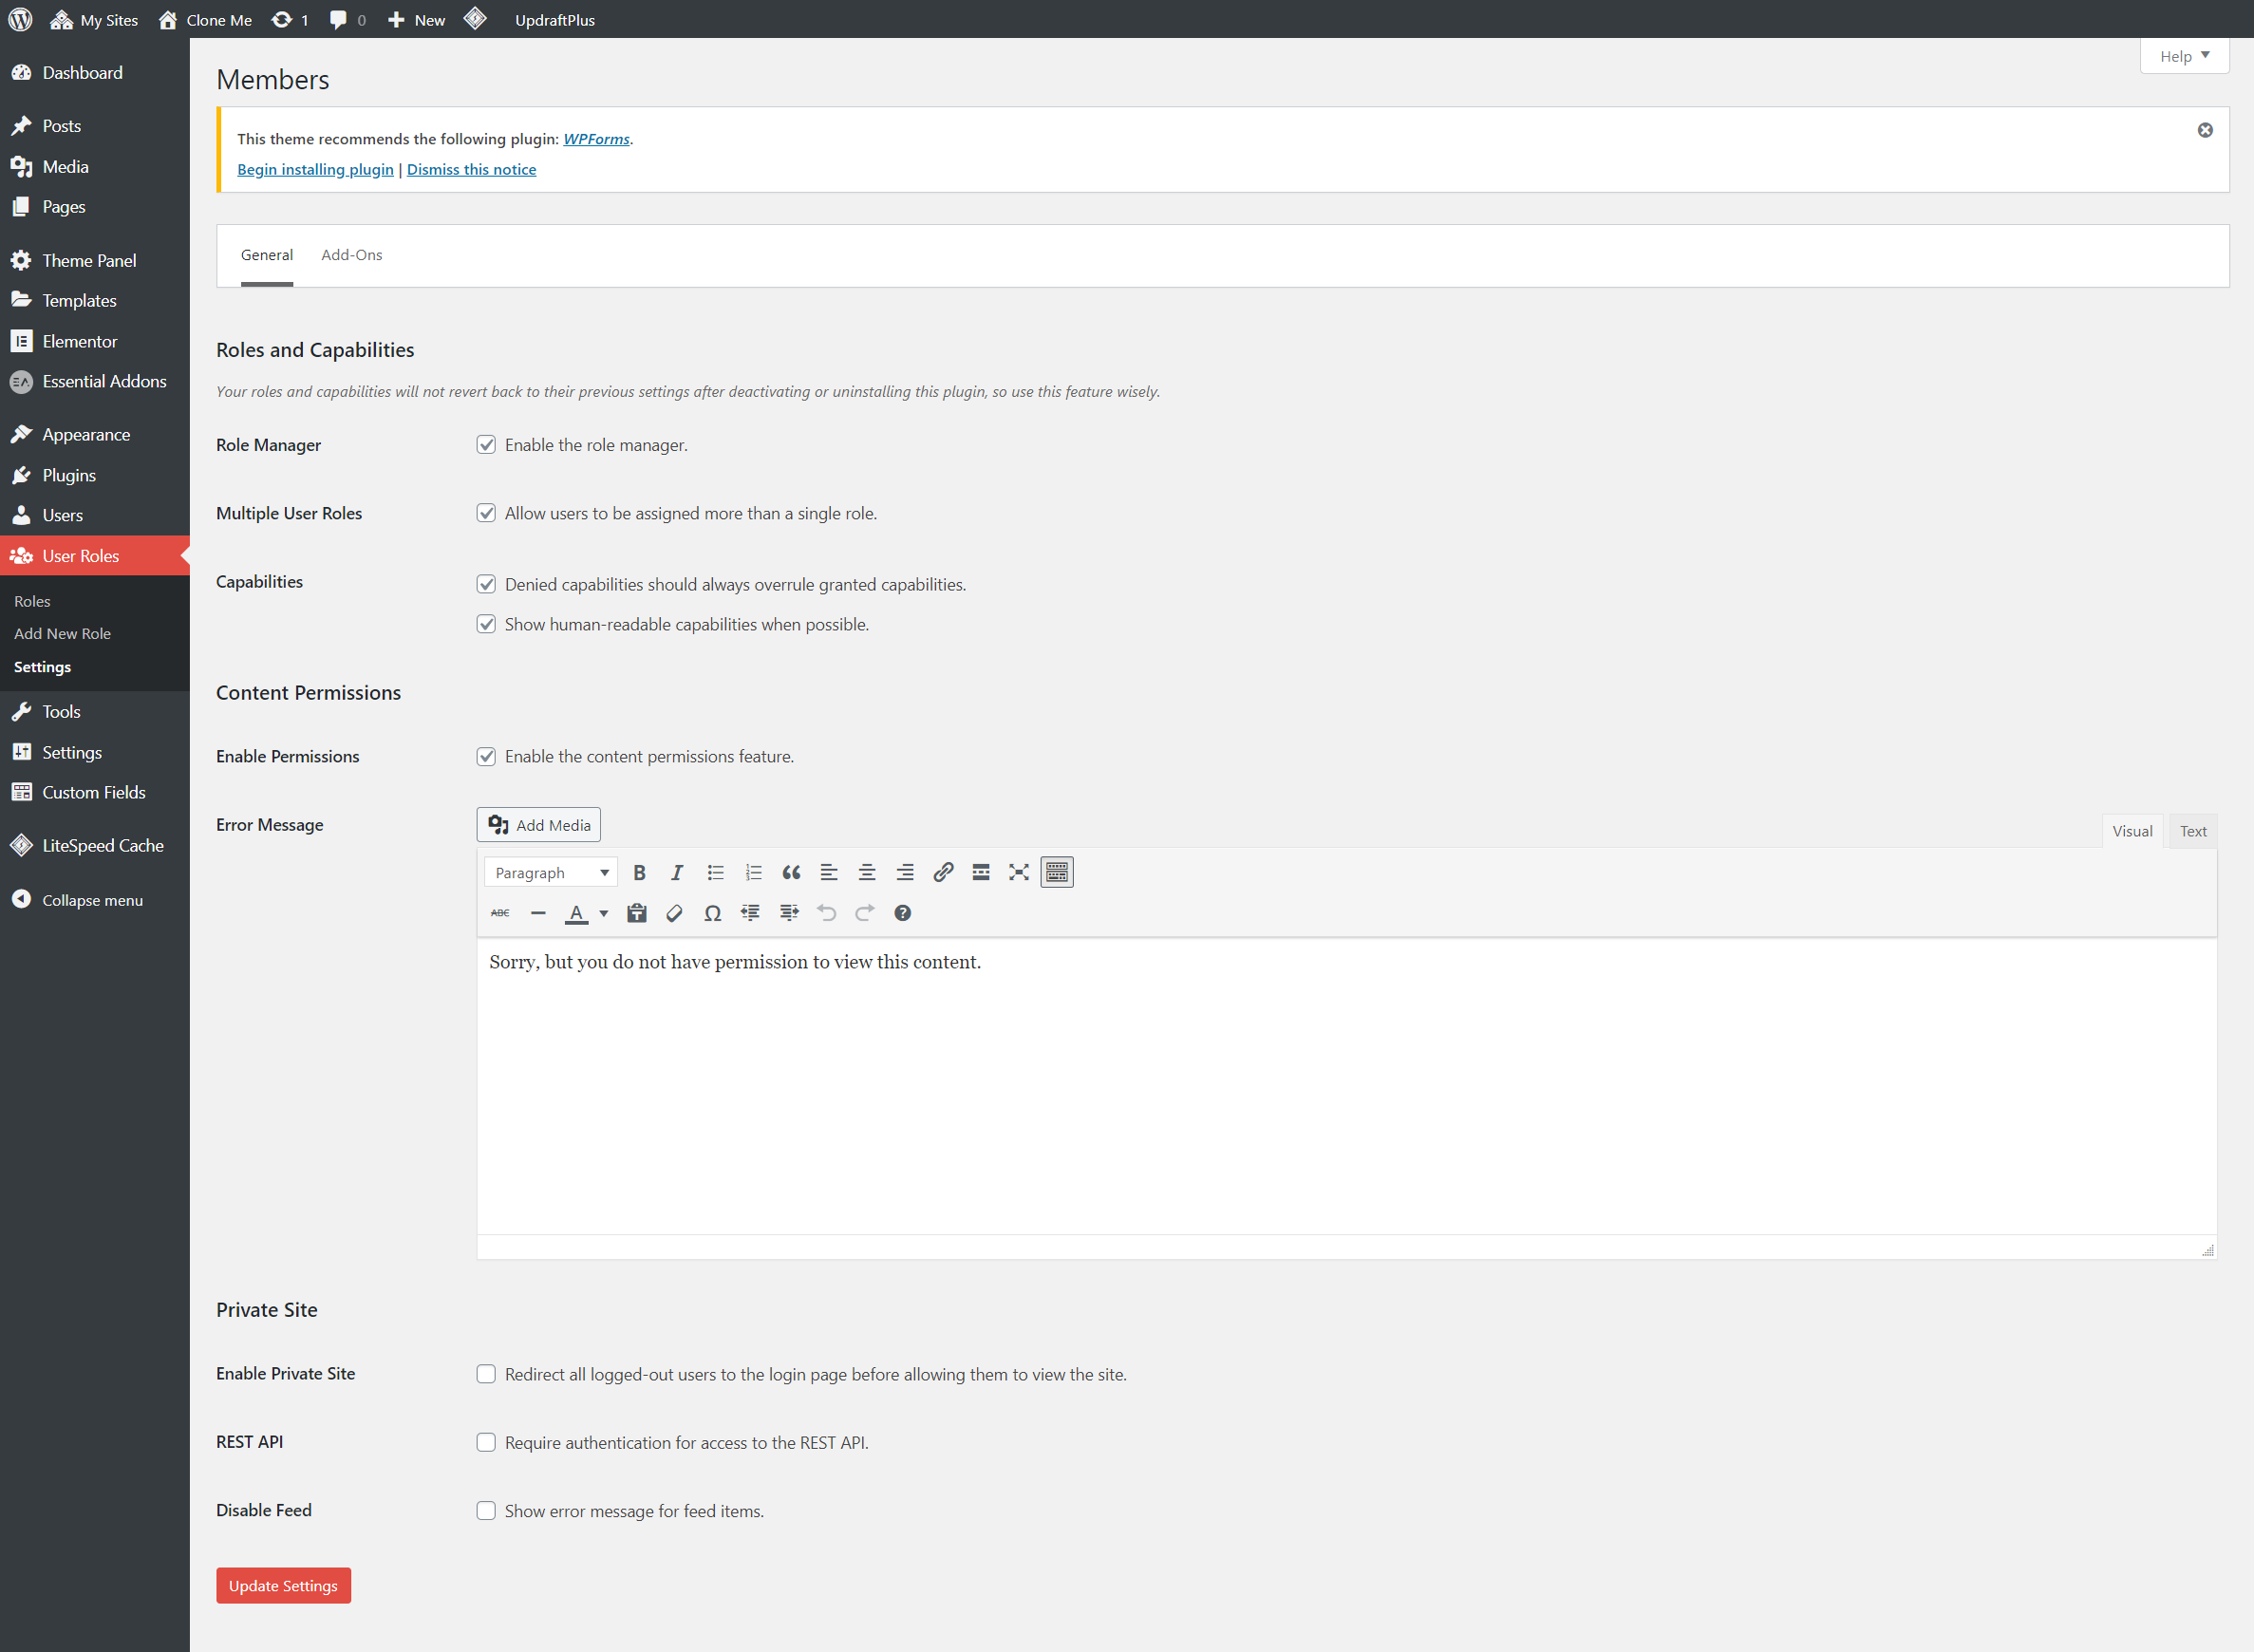 My Sites Clone Me 1 0 New UpdraftPlus
Help
Dashboard
Posts
Media
Pages
Theme Panel
Templates
Elementor
Essential Addons
Appearance
Plugins
Users
User Roles
Roles
Add New Role
Settings
Tools
Settings
Custom Fields
LiteSpeed Cache
Collapse menu
Members
This theme recommends the following plugin: WPForms.
Begin installing plugin | Dismiss this notice
General Add-Ons
Roles and Capabilities
Your roles and capabilities will not revert back to their previous settings after deactivating or uninstalling this plugin, so use this feature wisely.
Role Manager Enable the role manager.
Multiple User Roles Allow users to be assigned more than a single role.
Capabilities Denied capabilities should always overrule granted capabilities.
Show human-readable capabilities when possible.
Content Permissions
Enable Permissions Enable the content permissions feature.
Error Message Add Media Visual Text
Paragraph B I
ABC A Ω
Sorry, but you do not have permission to view this content.
Private Site
Enable Private Site Redirect all logged-out users to the login page before allowing them to view the site.
REST API Require authentication for access to the REST API.
Disable Feed Show error message for feed items.
Update Settings